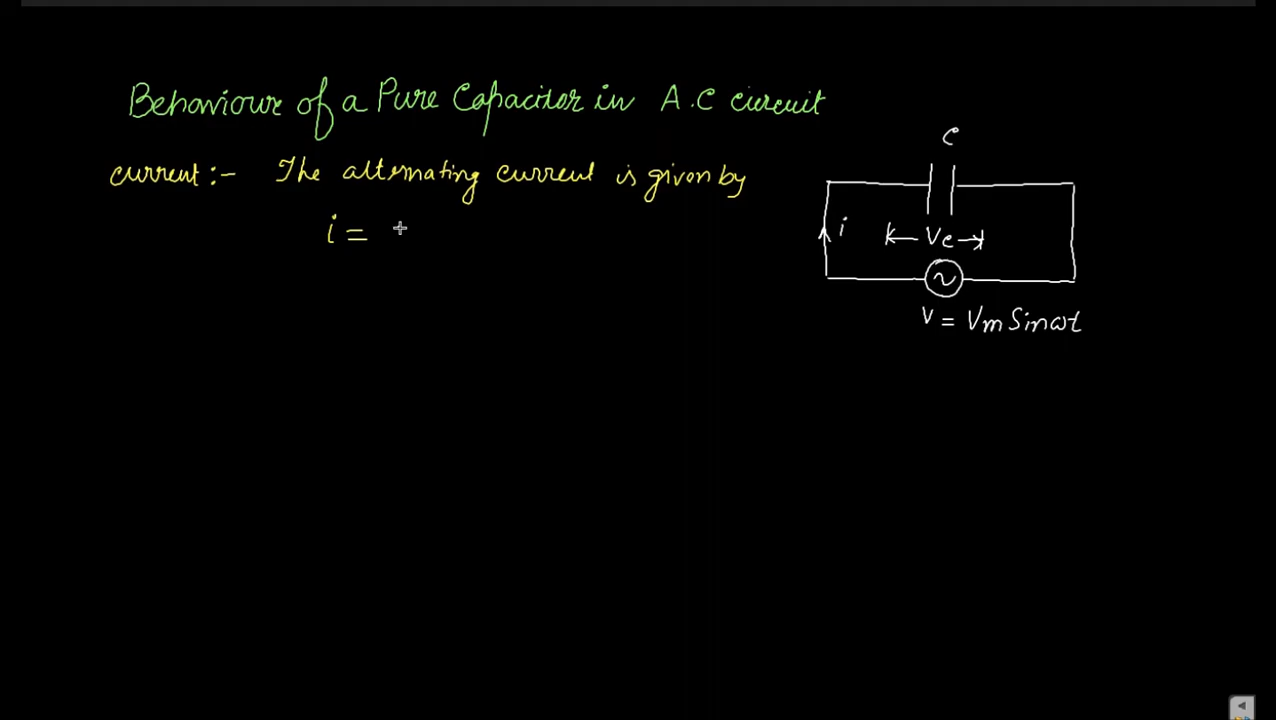 Behaviour of a Pure Capacitor in A.C circuit
current :- The alternating current is given by
i =
C
i
Vc
~
V = Vm Sinωt